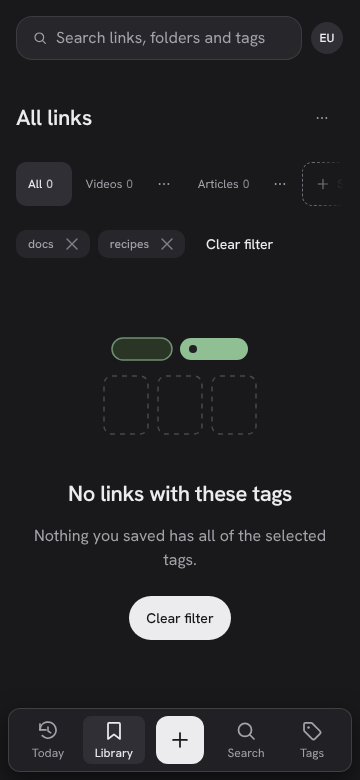 Search links, folders and tags
EU
All links
All 0
Videos 0
Articles 0
docs
recipes
Clear filter
No links with these tags
Nothing you saved has all of the selected
tags.
Clear filter
Today
Library
Search
Tags